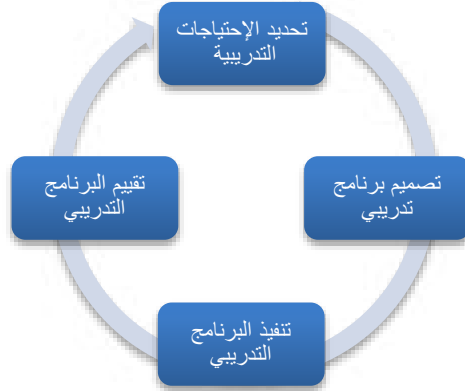 تحديد الإحتياجات
التدريبية
تصميم برنامج
تدريبي
تنفيذ البرنامج
التدريبي
تقييم البرنامج
التدريبي